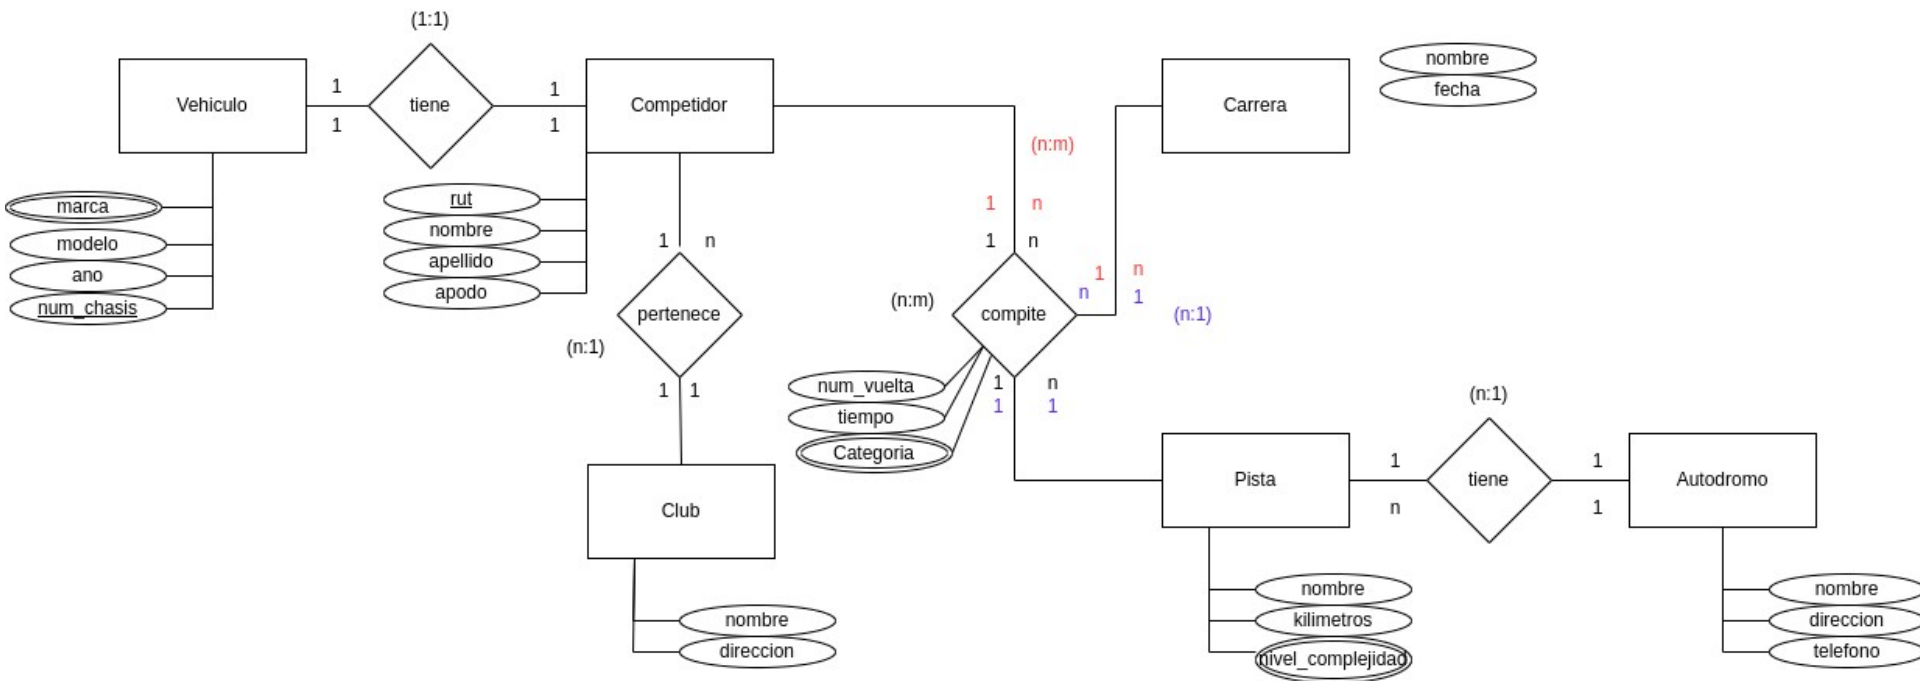 (1:1)
Vehiculo
1
1
tiene
1
1
Competidor
Carrera
nombre
fecha
marca
modelo
ano
num_chasis
rut
nombre
apellido
apodo
1 n
pertenece
(n:1)
1 1
Club
nombre
direccion
(n:m)
1 n
1 n
(n:m)
compite
1 n
n 1
(n:1)
num_vuelta
tiempo
Categoria
1 n
1 1
Pista
1
n
(n:1)
tiene
1
1
Autodromo
nombre
kilimetros
nivel_complejidad
nombre
direccion
telefono